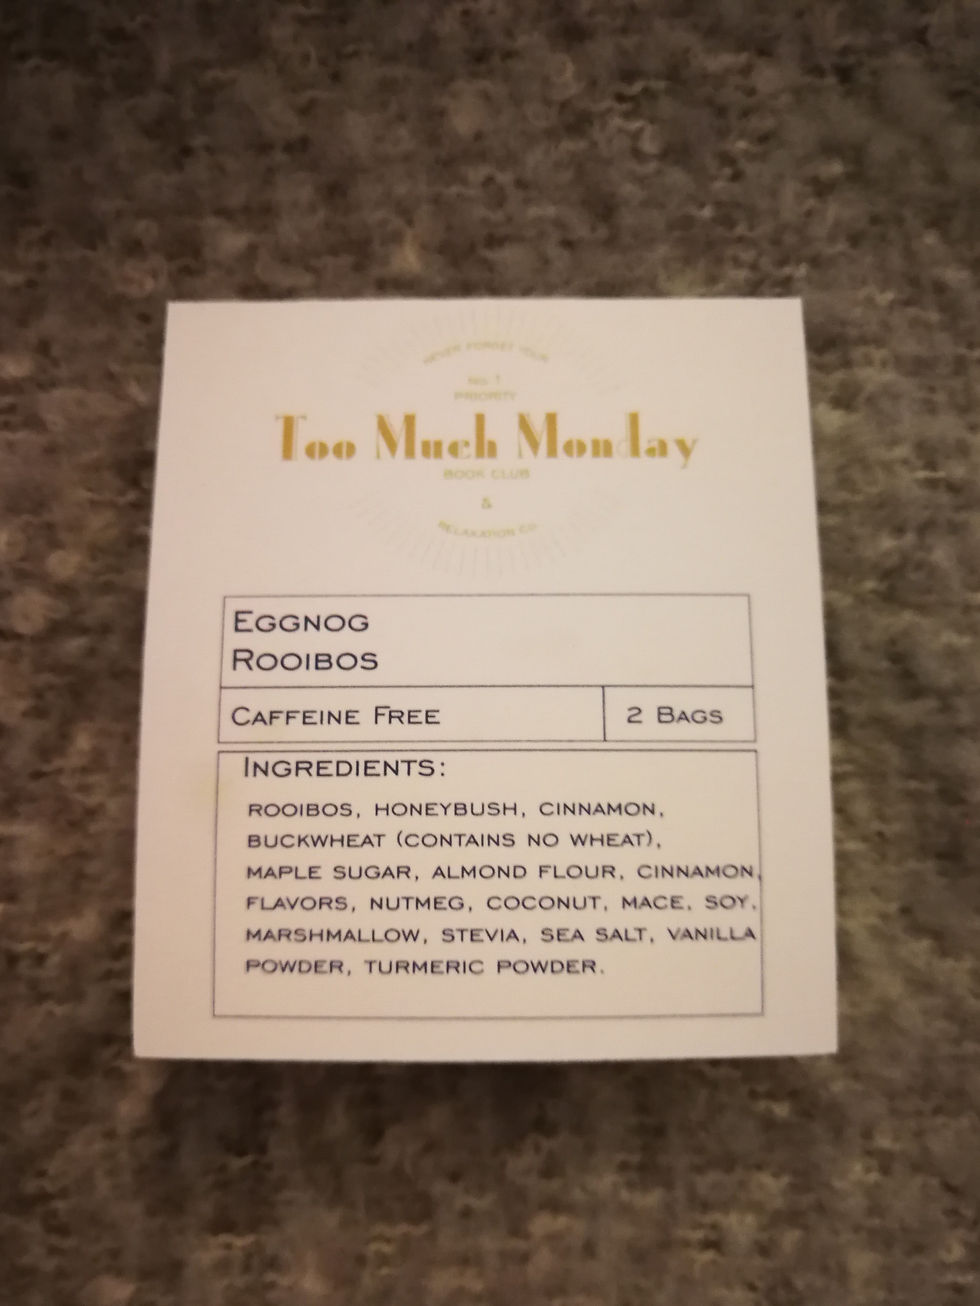 NEVER FORGET YOUR
NO. 1
PRIORITY
Too Much Monday
BOOK CLUB
&
RELAXATION CO.
EGGNOG
ROOIBOS
CAFFEINE FREE
2 BAGS
INGREDIENTS:
ROOIBOS, HONEYBUSH, CINNAMON,
BUCKWHEAT (CONTAINS NO WHEAT),
MAPLE SUGAR, ALMOND FLOUR, CINNAMON,
FLAVORS, NUTMEG, COCONUT, MACE, SOY,
MARSHMALLOW, STEVIA, SEA SALT, VANILLA
POWDER, TURMERIC POWDER.